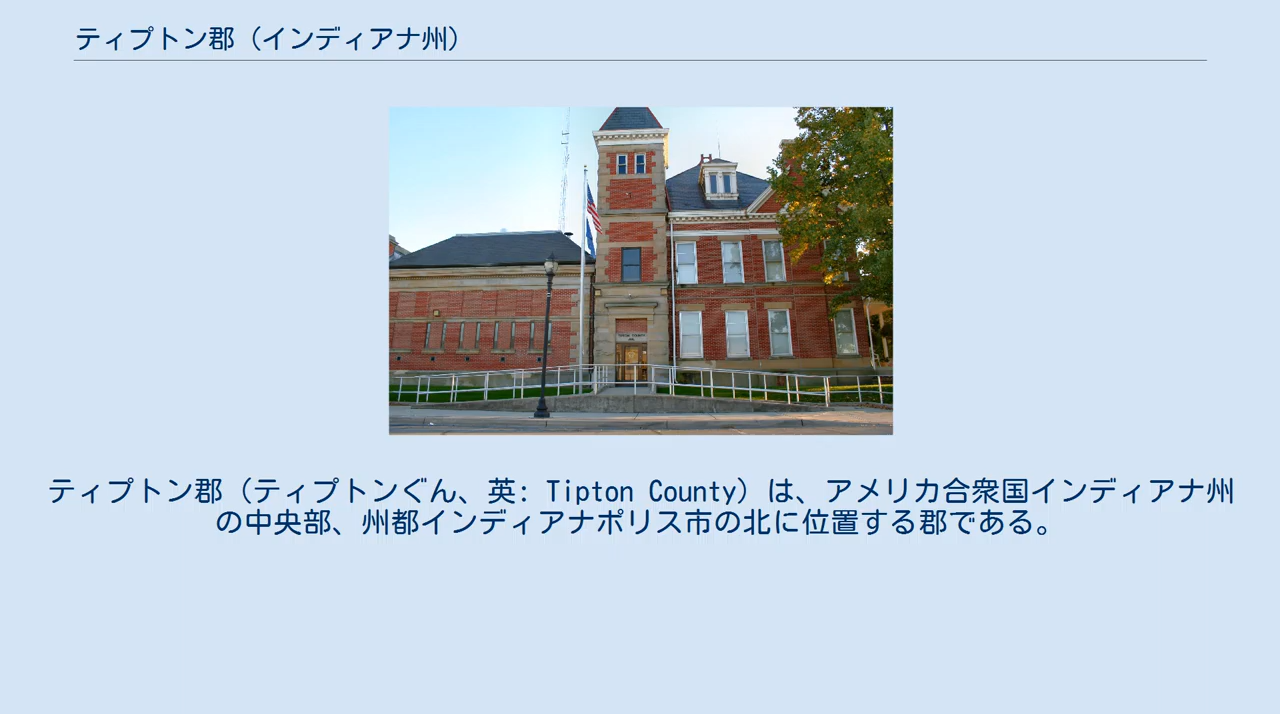 ティプトン郡（インディアナ州）
ティプトン郡（ティプトンぐん、英: Tipton County）は、アメリカ合衆国インディアナ州
の中央部、州都インディアナポリス市の北に位置する郡である。